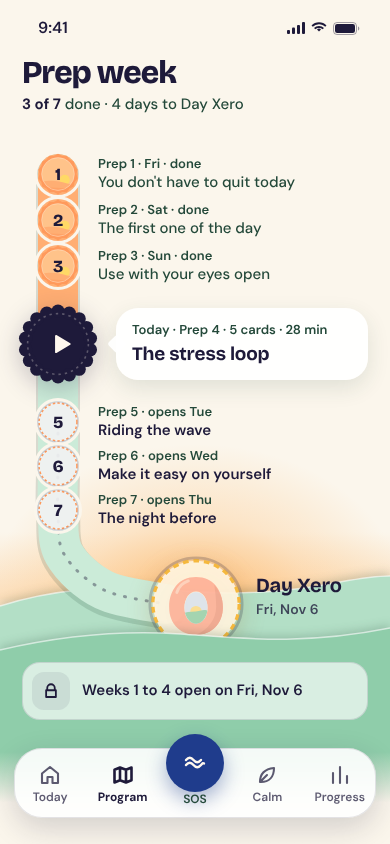 9:41
Prep week
3 of 7 done · 4 days to Day Xero
1
Prep 1 · Fri · done
You don't have to quit today
2
Prep 2 · Sat · done
The first one of the day
3
Prep 3 · Sun · done
Use with your eyes open
Today · Prep 4 · 5 cards · 28 min
The stress loop
5
Prep 5 · opens Tue
Riding the wave
6
Prep 6 · opens Wed
Make it easy on yourself
7
Prep 7 · opens Thu
The night before
Day Xero
Fri, Nov 6
Weeks 1 to 4 open on Fri, Nov 6
Today
Program
SOS
Calm
Progress